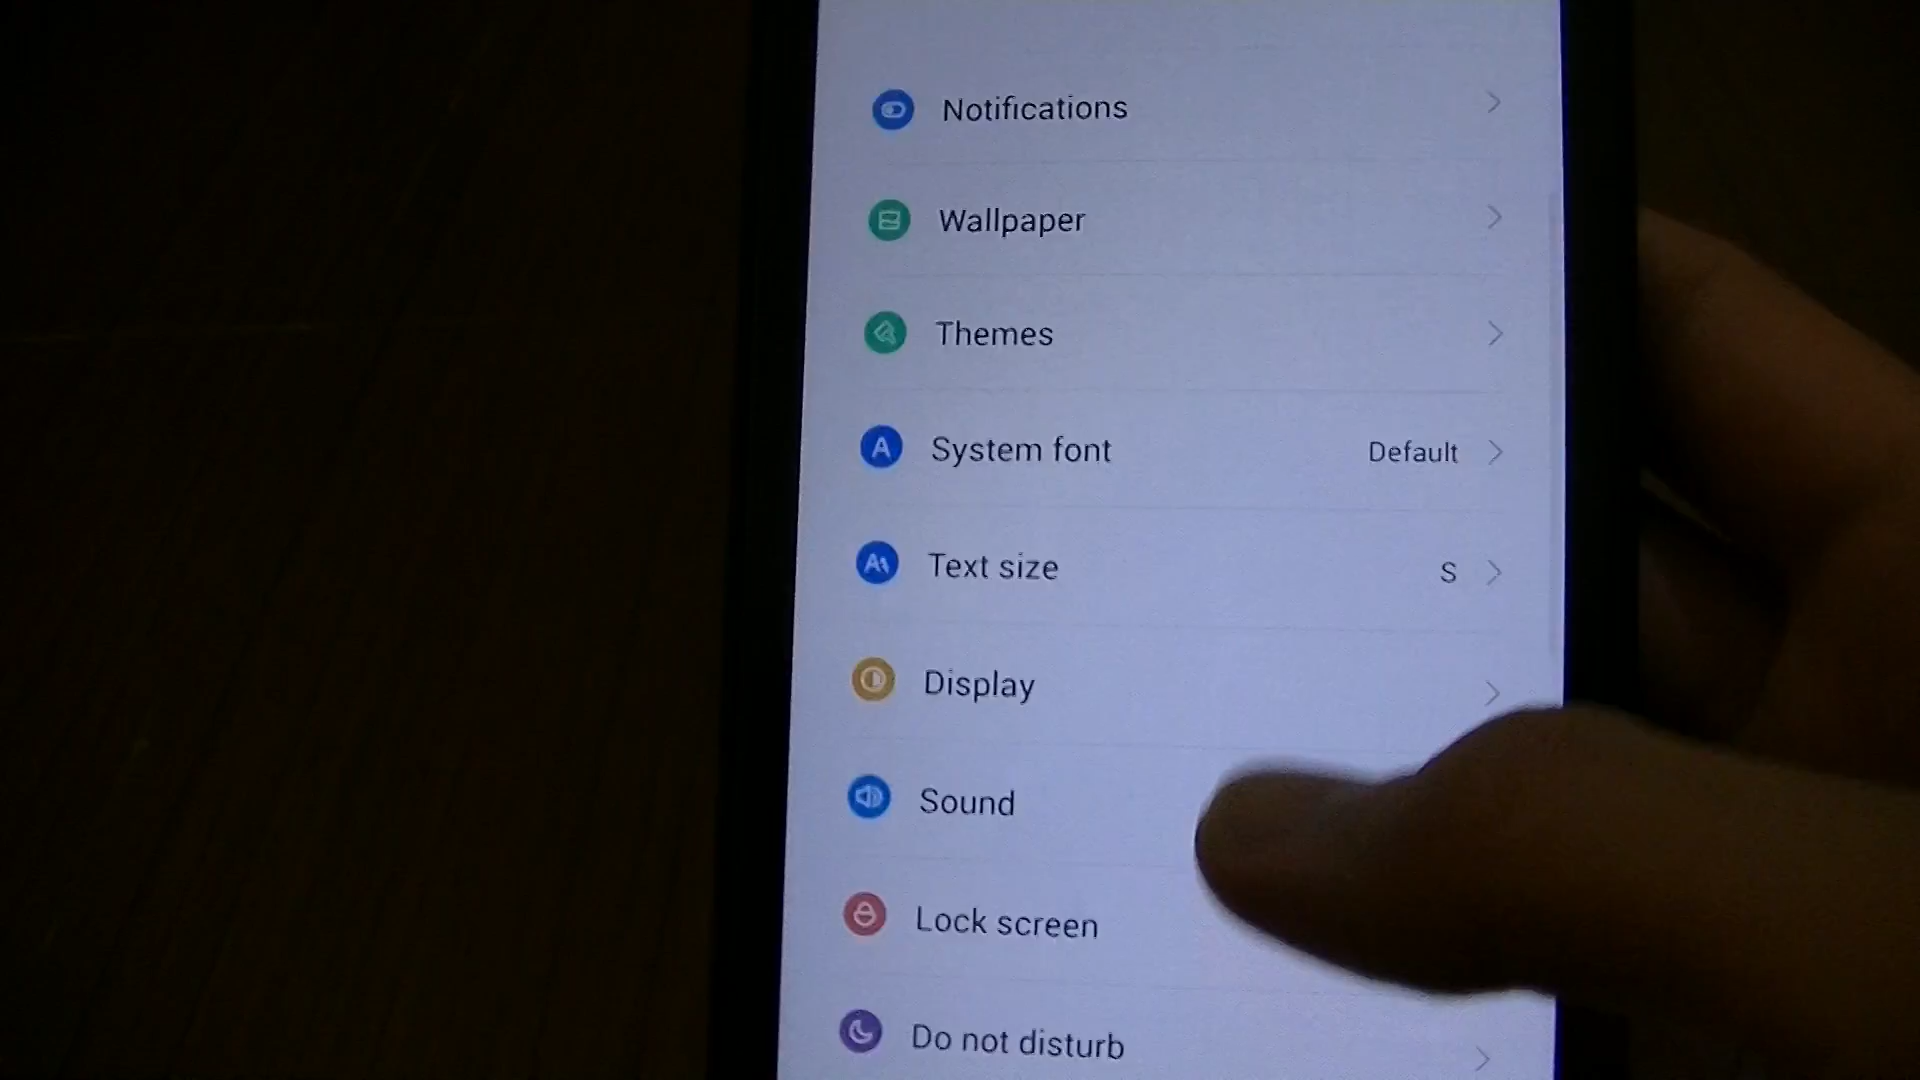 Notifications
Wallpaper
Themes
System font Default
Text size S
Display
Sound
Lock screen
Do not disturb